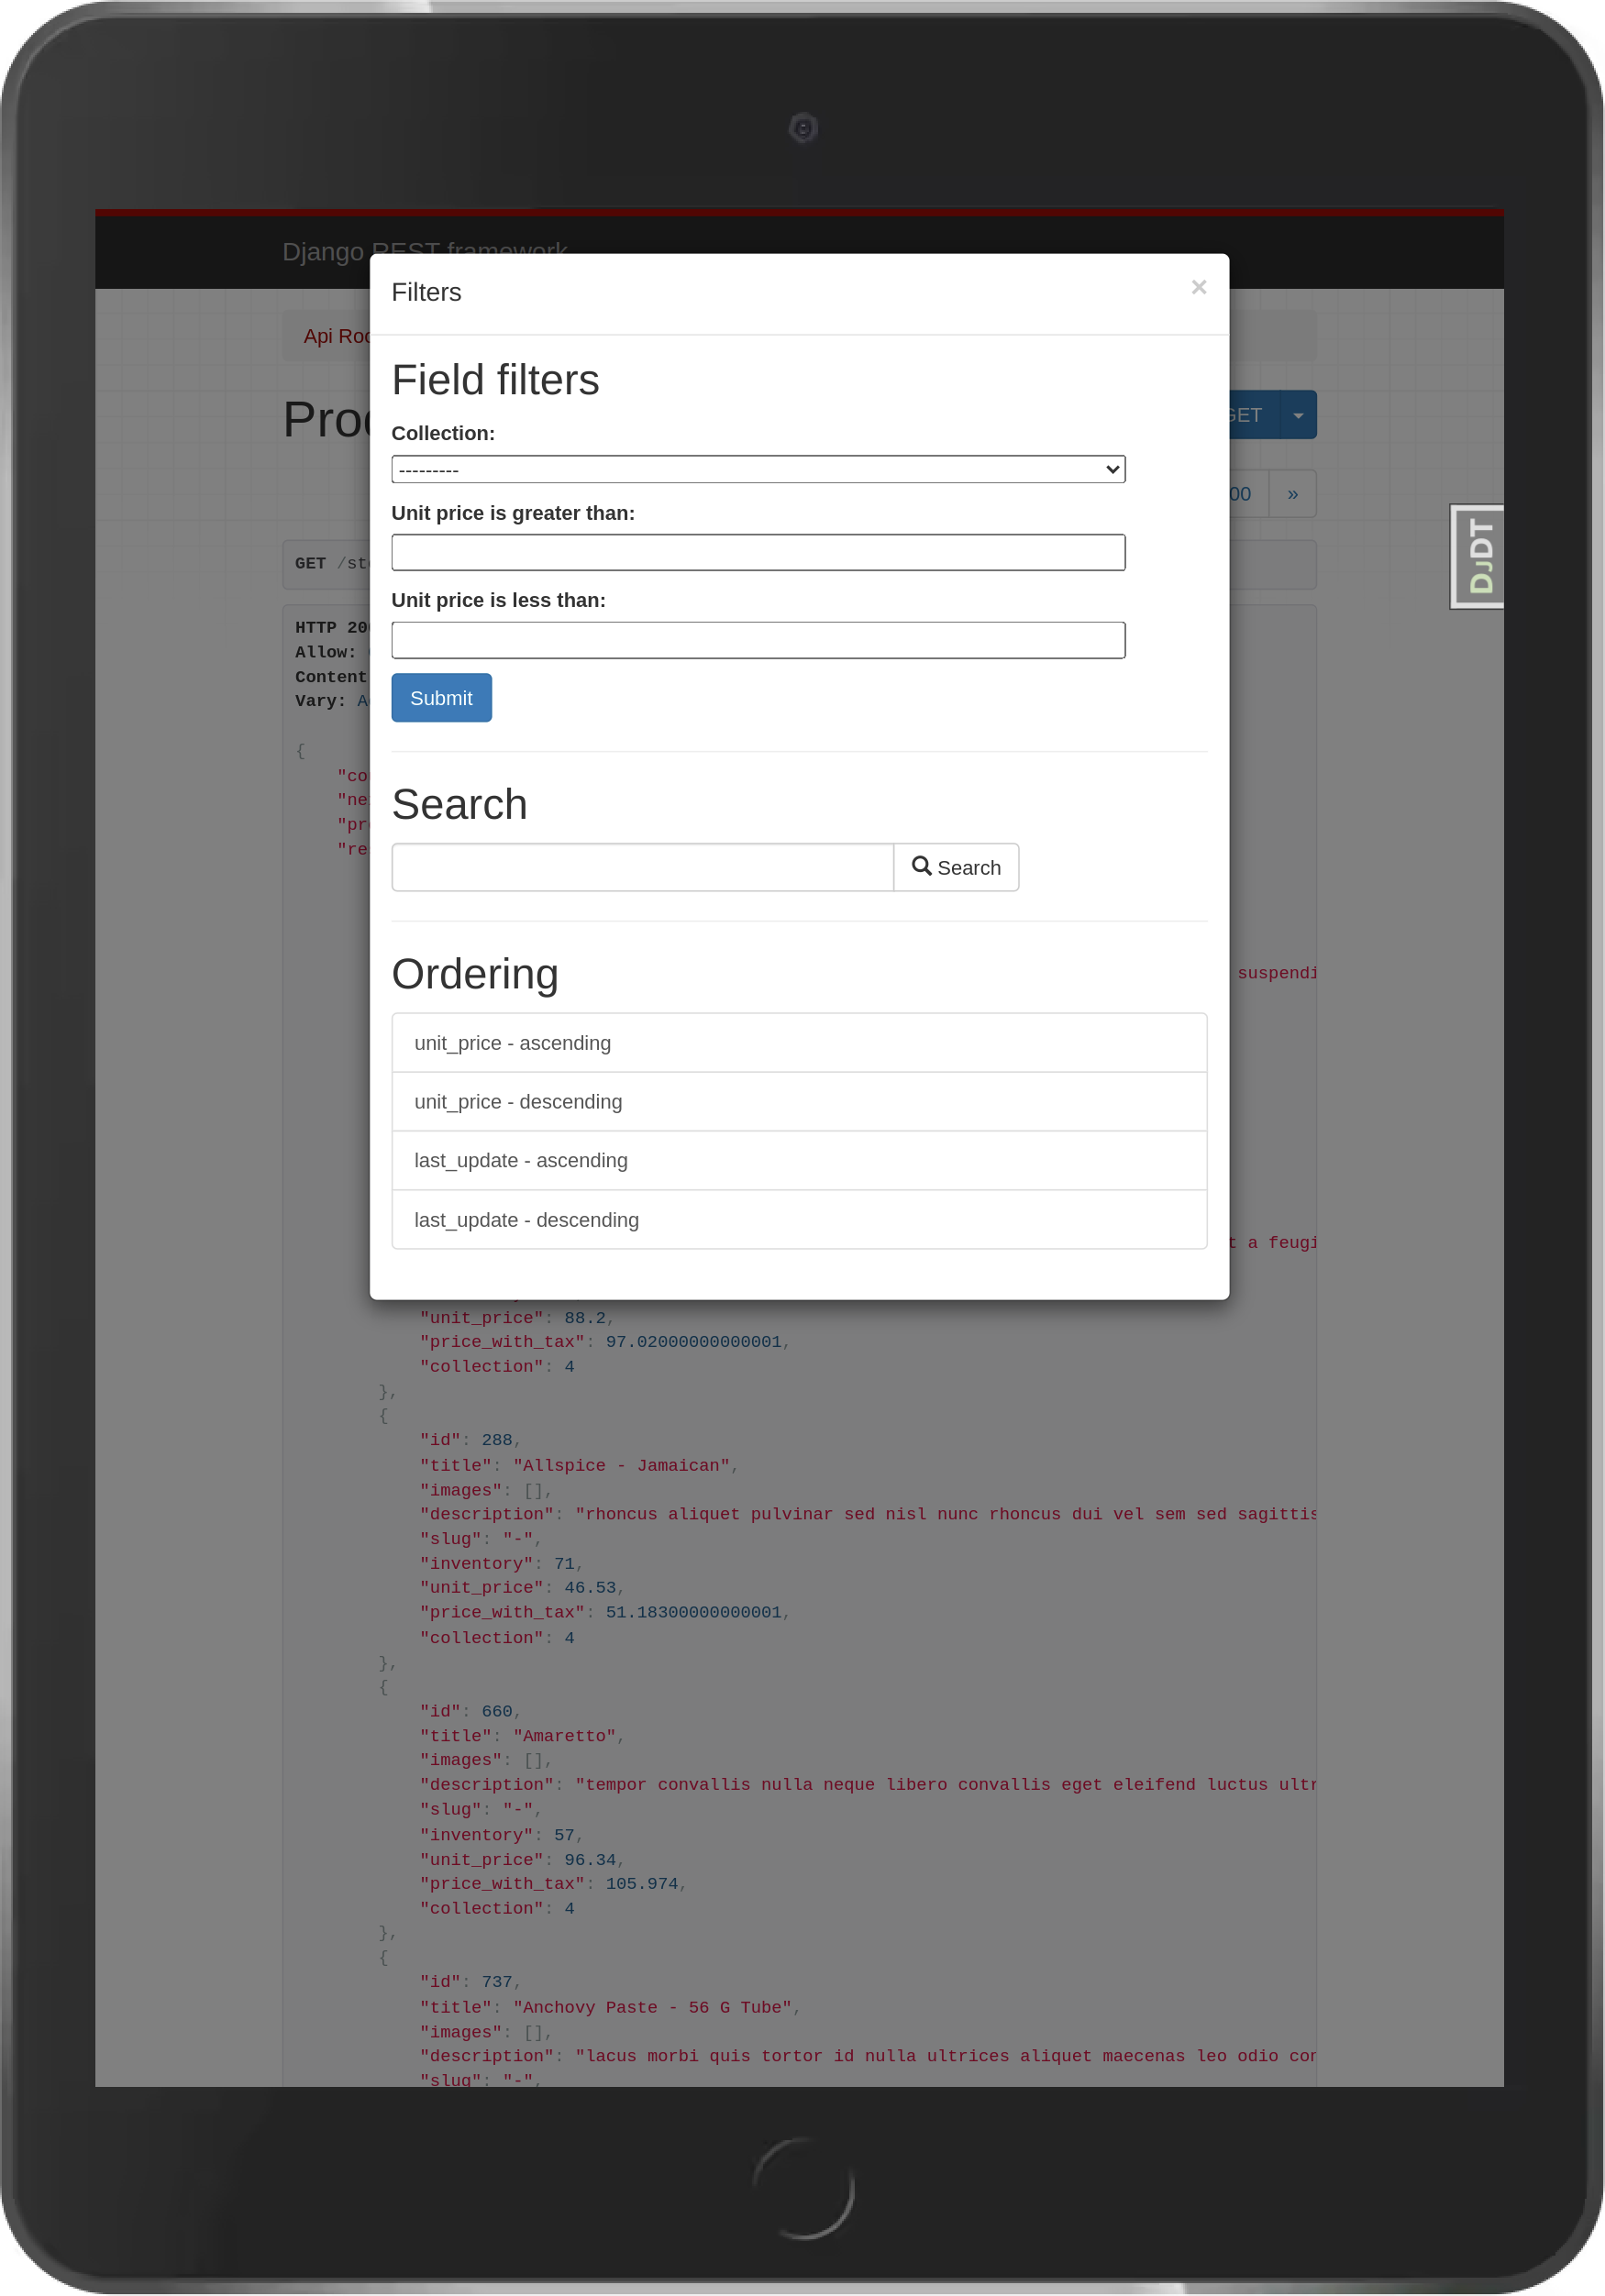 Django REST framework
Filters
×
Api Roo
Field filters
Collection:
---------
Unit price is greater than:
Unit price is less than:
Submit
Search
Search
Ordering
unit_price - ascending
unit_price - descending
last_update - ascending
last_update - descending
GET
00 »
DJDT
GET /sto
HTTP 20
Allow:
Content
Vary: A
{
"co
"ne
"pr
"re
suspendi
t a feugi
"unit_price": 88.2,
"price_with_tax": 97.02000000000001,
"collection": 4
},
{
"id": 288,
"title": "Allspice - Jamaican",
"images": [],
"description": "rhoncus aliquet pulvinar sed nisl nunc rhoncus dui vel sem sed sagittis
"slug": "-",
"inventory": 71,
"unit_price": 46.53,
"price_with_tax": 51.18300000000001,
"collection": 4
},
{
"id": 660,
"title": "Amaretto",
"images": [],
"description": "tempor convallis nulla neque libero convallis eget eleifend luctus ultr
"slug": "-",
"inventory": 57,
"unit_price": 96.34,
"price_with_tax": 105.974,
"collection": 4
},
{
"id": 737,
"title": "Anchovy Paste - 56 G Tube",
"images": [],
"description": "lacus morbi quis tortor id nulla ultrices aliquet maecenas leo odio con
"slug": "-",